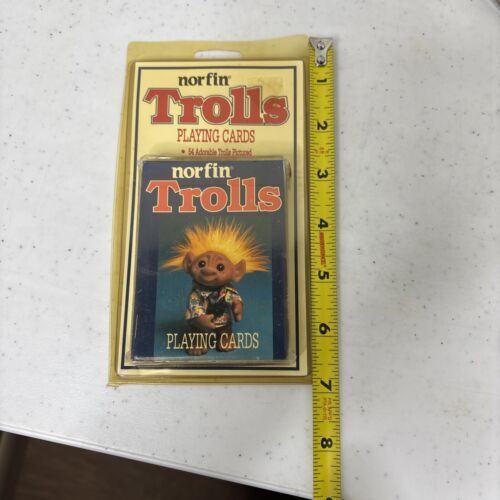 norfin®
Trolls
PLAYING CARDS
• 54 Adorable Trolls Pictured
norfin®
Trolls
PLAYING CARDS
1
2
3
4
5
6
7
8